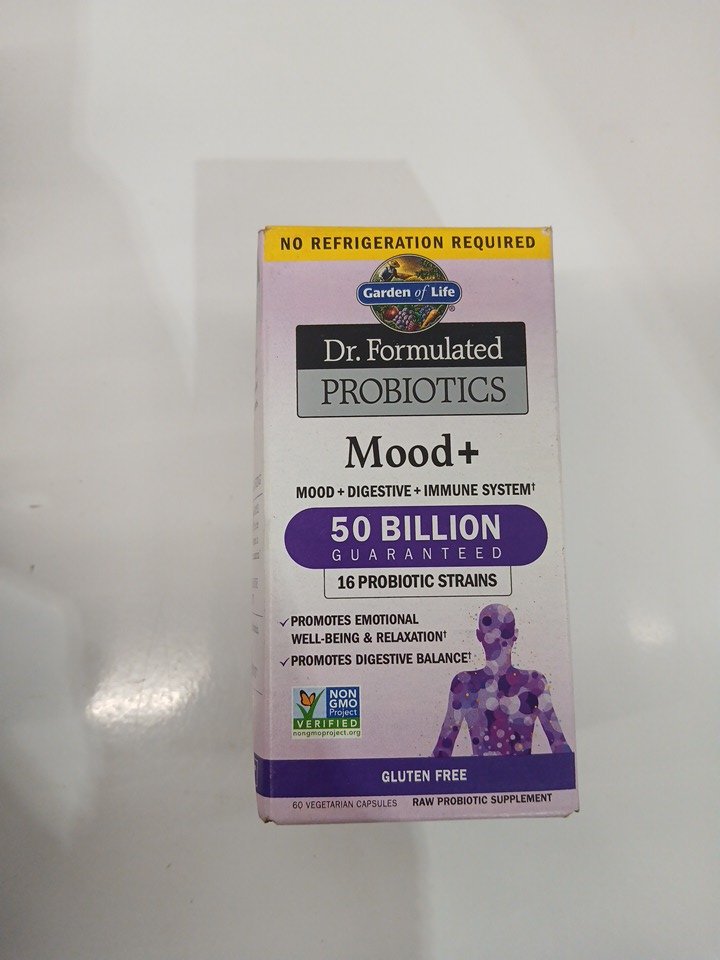 NO REFRIGERATION REQUIRED
Garden of Life
®
Dr. Formulated
PROBIOTICS
Mood+
MOOD + DIGESTIVE + IMMUNE SYSTEM†
50 BILLION
GUARANTEED
16 PROBIOTIC STRAINS
✓PROMOTES EMOTIONAL
WELL-BEING & RELAXATION†
✓PROMOTES DIGESTIVE BALANCE†
NON
GMO
Project
VERIFIED
nongmoproject.org
GLUTEN FREE
60 VEGETARIAN CAPSULES RAW PROBIOTIC SUPPLEMENT